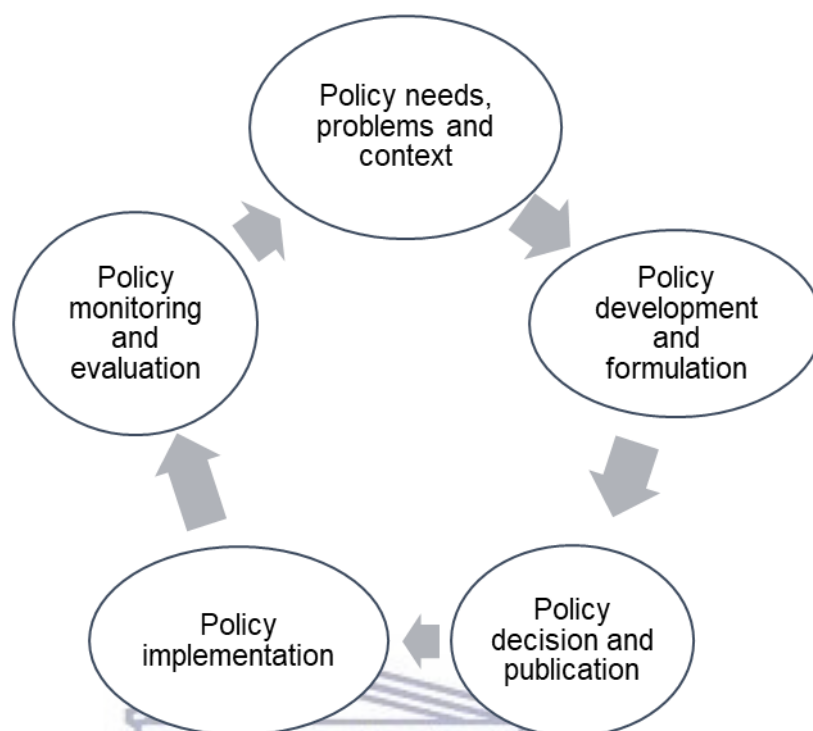 Policy needs,
problems and
context
Policy
development
and
formulation
Policy
decision and
publication
Policy
implementation
Policy
monitoring
and
evaluation